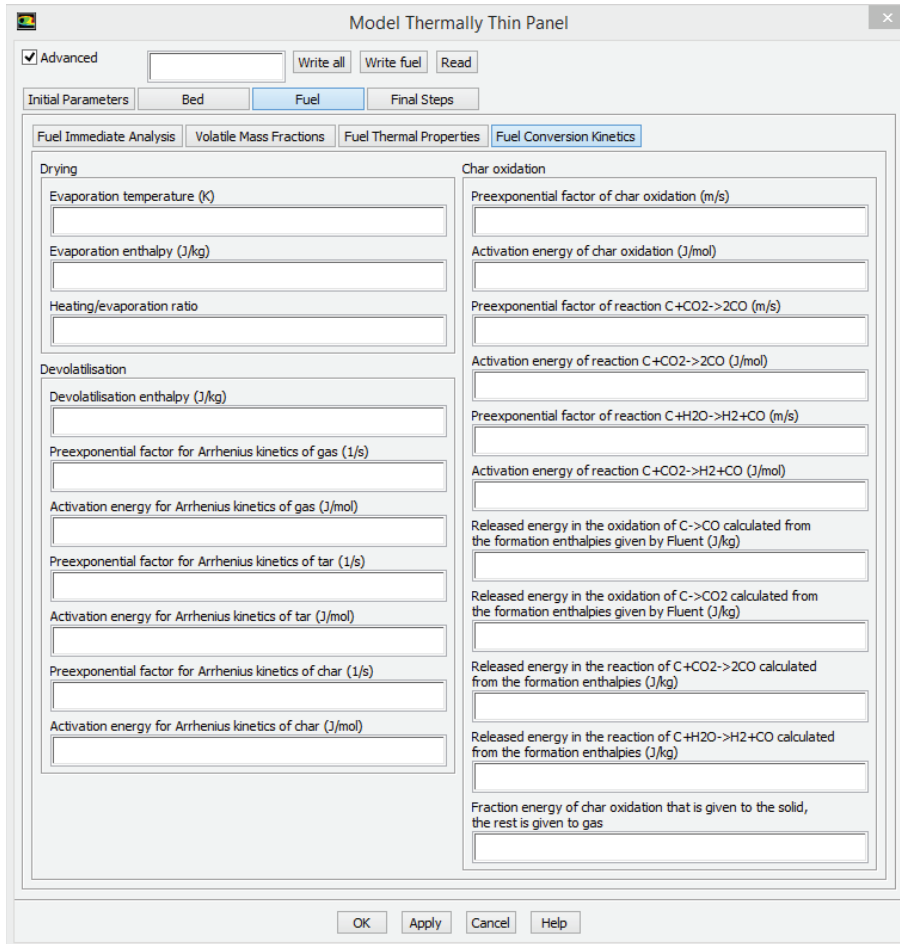 Model Thermally Thin Panel
Advanced
Write all
Write fuel
Read
Initial Parameters
Bed
Fuel
Final Steps
Fuel Immediate Analysis
Volatile Mass Fractions
Fuel Thermal Properties
Fuel Conversion Kinetics
Drying
Evaporation temperature (K)
Evaporation enthalpy (J/kg)
Heating/evaporation ratio
Devolatilisation
Devolatilisation enthalpy (J/kg)
Preexponential factor for Arrhenius kinetics of gas (1/s)
Activation energy for Arrhenius kinetics of gas (J/mol)
Preexponential factor for Arrhenius kinetics of tar (1/s)
Activation energy for Arrhenius kinetics of tar (J/mol)
Preexponential factor for Arrhenius kinetics of char (1/s)
Activation energy for Arrhenius kinetics of char (J/mol)
Char oxidation
Preexponential factor of char oxidation (m/s)
Activation energy of char oxidation (J/mol)
Preexponential factor of reaction C+CO2->2CO (m/s)
Activation energy of reaction C+CO2->2CO (J/mol)
Preexponential factor of reaction C+H2O->H2+CO (m/s)
Activation energy of reaction C+CO2->H2+CO (J/mol)
Released energy in the oxidation of C->CO calculated from
the formation enthalpies given by Fluent (J/kg)
Released energy in the oxidation of C->CO2 calculated from
the formation enthalpies given by Fluent (J/kg)
Released energy in the reaction of C+CO2->2CO calculated
from the formation enthalpies (J/kg)
Released energy in the reaction of C+H2O->H2+CO calculated
from the formation enthalpies (J/kg)
Fraction energy of char oxidation that is given to the solid,
the rest is given to gas
OK
Apply
Cancel
Help